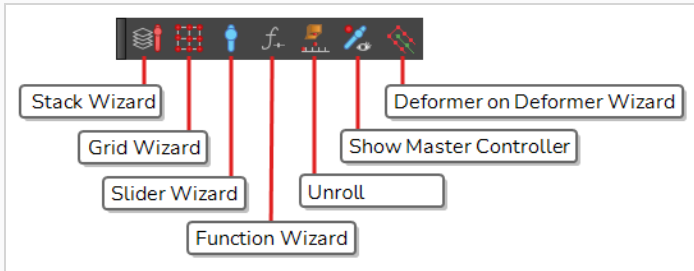 Stack Wizard
Deformer on Deformer Wizard
Grid Wizard
Show Master Controller
Slider Wizard
Unroll
Function Wizard